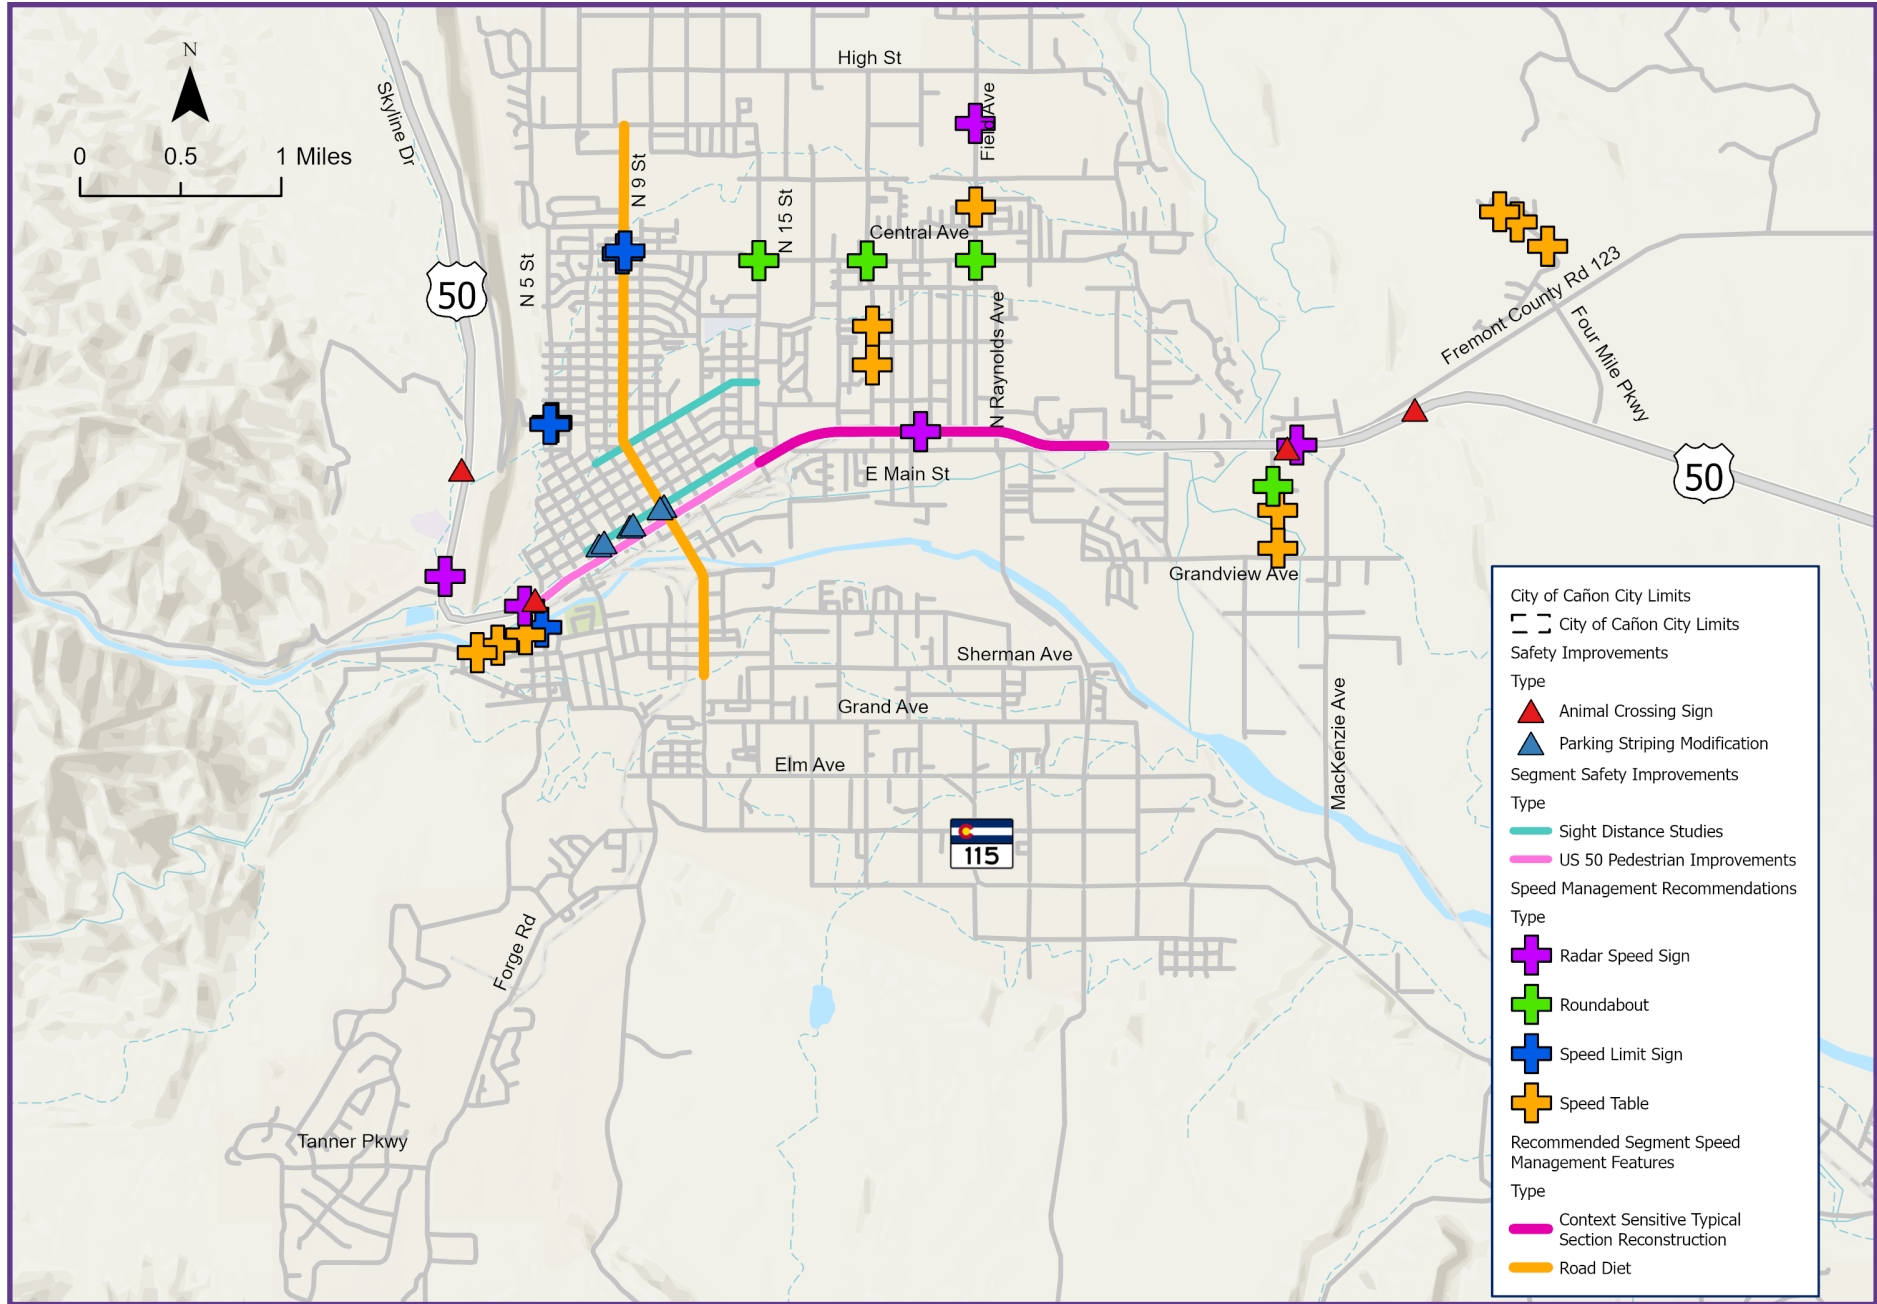 N
0 0.5 1 Miles
Skyline Dr
High St
Field Ave
N 9 St
N 15 St
Central Ave
N 5 St
50
N Raynolds Ave
Fremont County Rd 123
Four Mile Pkwy
E Main St
50
Grandview Ave
Sherman Ave
Grand Ave
Elm Ave
MacKenzie Ave
115
Forge Rd
Tanner Pkwy
City of Cañon City Limits
City of Cañon City Limits
Safety Improvements
Type
Animal Crossing Sign
Parking Striping Modification
Segment Safety Improvements
Type
Sight Distance Studies
US 50 Pedestrian Improvements
Speed Management Recommendations
Type
Radar Speed Sign
Roundabout
Speed Limit Sign
Speed Table
Recommended Segment Speed
Management Features
Type
Context Sensitive Typical
Section Reconstruction
Road Diet